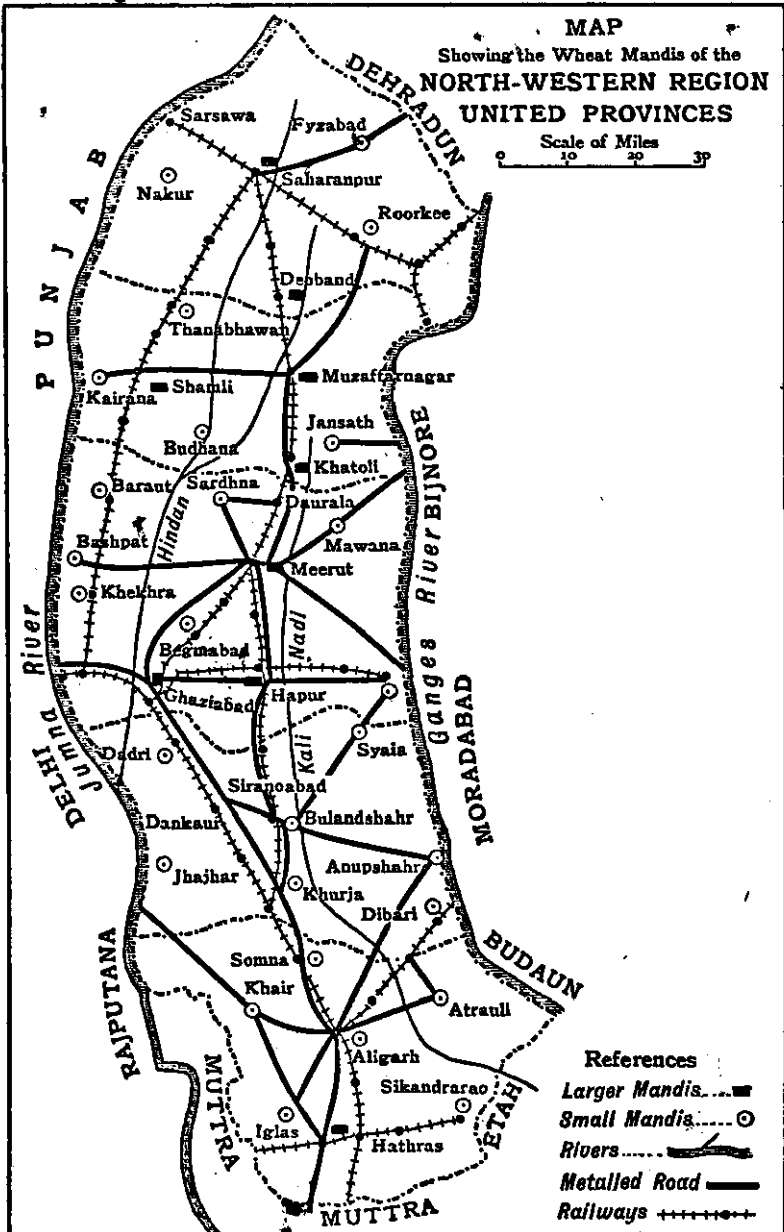 MAP
Showing the Wheat Mandis of the
NORTH-WESTERN REGION
UNITED PROVINCES
Scale of Miles
0 10 20 30
DEHRADUN
Sarsawa
Fyzabad
Saharanpur
Nakur
Roorkee
PUNJAB
Deoband
Thanabhawan
Kairana
Shamli
Muzaffarnagar
Jansath
Budhana
Khatoli
BIJNORE
Baraut
Sardhna
Daurala
Hindan
Mawana
Baghpat
Meerut
Khekhra
River
Jumna
Ganges River
Begmabad
Nadi
Kali
Ghaziabad
Hapur
MORADABAD
DELHI
Dadri
Syaia
Siranoabad
Dankaur
Bulandshahr
Anupshahr
Jhajhar
Khurja
Dibari
RAJPUTANA
Somna
BUDAUN
Khair
Atrauli
Aligarh
MUTTRA
Sikandrarao
ETAH
Iglas
Hathras
MUTTRA
References
Larger Mandis
Small Mandis
Rivers
Metalled Road
Railways